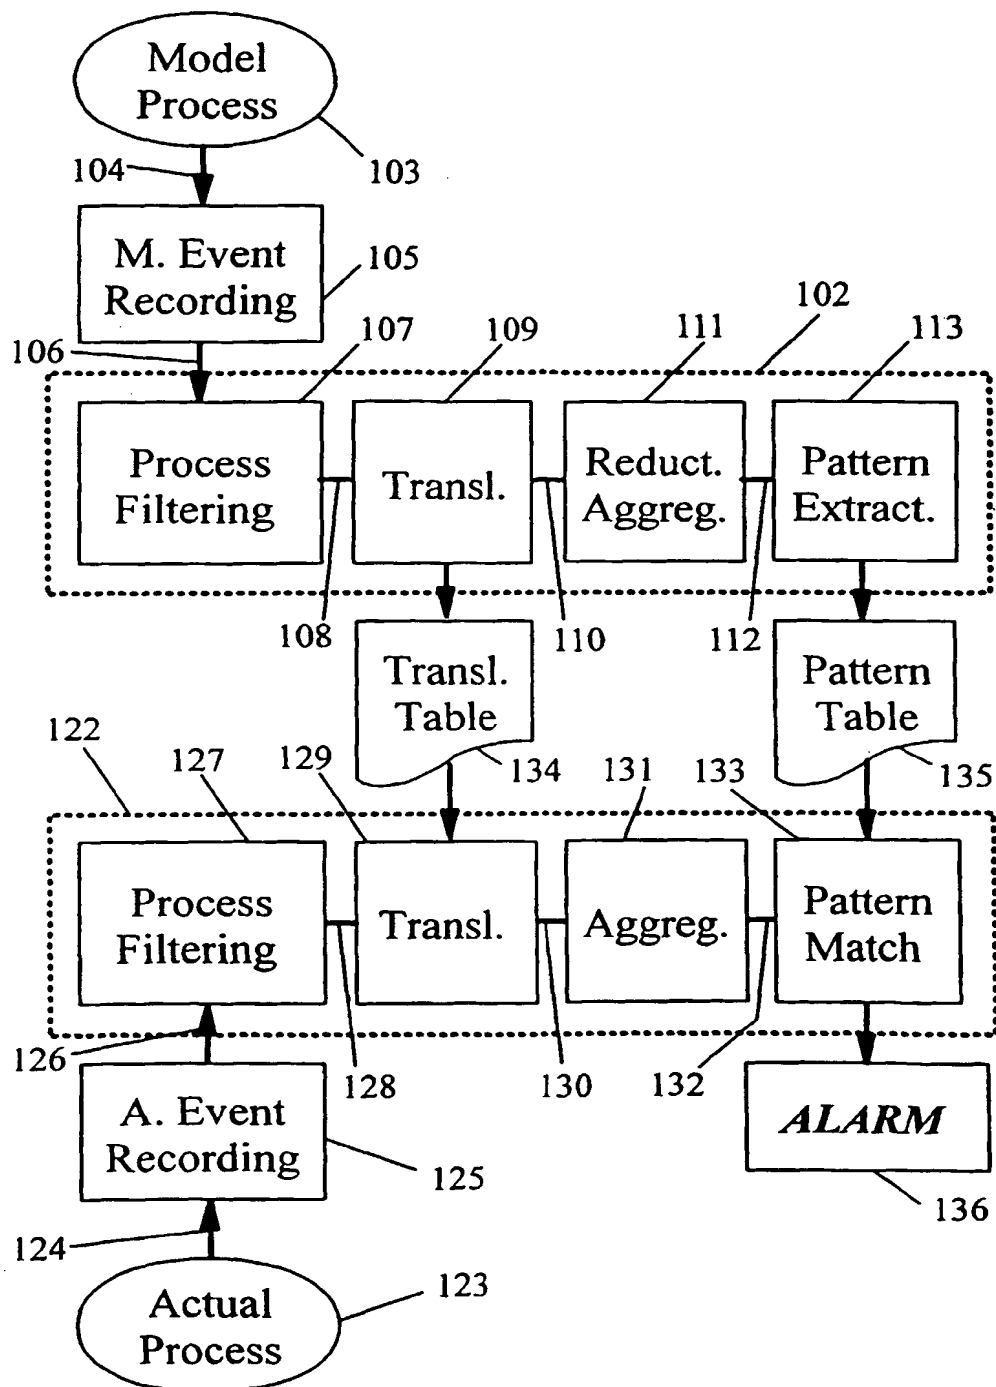 Model
Process
104
103
M. Event
Recording
105
102
106
107
109
111
113
Process
Filtering
Transl.
Reduct.
Aggreg.
Pattern
Extract.
108
110
112
Transl.
Table
Pattern
Table
122
127
129
134
131
133
135
Process
Filtering
Transl.
Aggreg.
Pattern
Match
126
128
130
132
A. Event
Recording
ALARM
125
136
124
123
Actual
Process